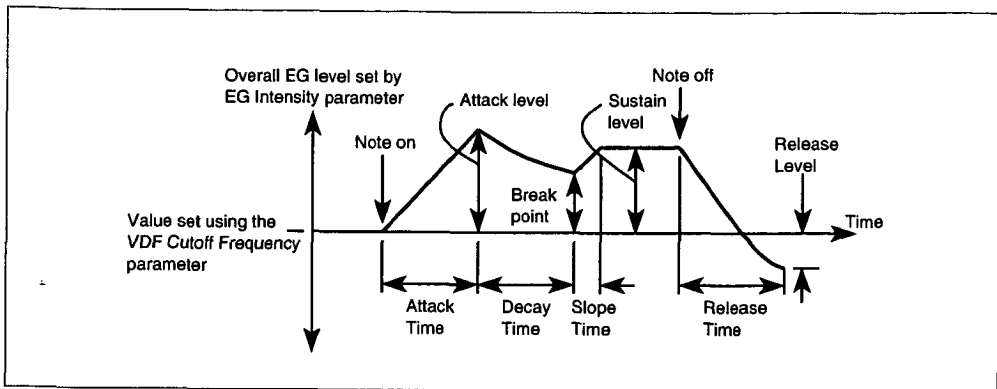 Overall EG level set by
EG Intensity parameter
Note on
Attack level
Sustain
level
Note off
Release
Level
Break
point
Value set using the
VDF Cutoff Frequency
parameter
Time
Attack
Time
Decay
Time
Slope
Time
Release
Time